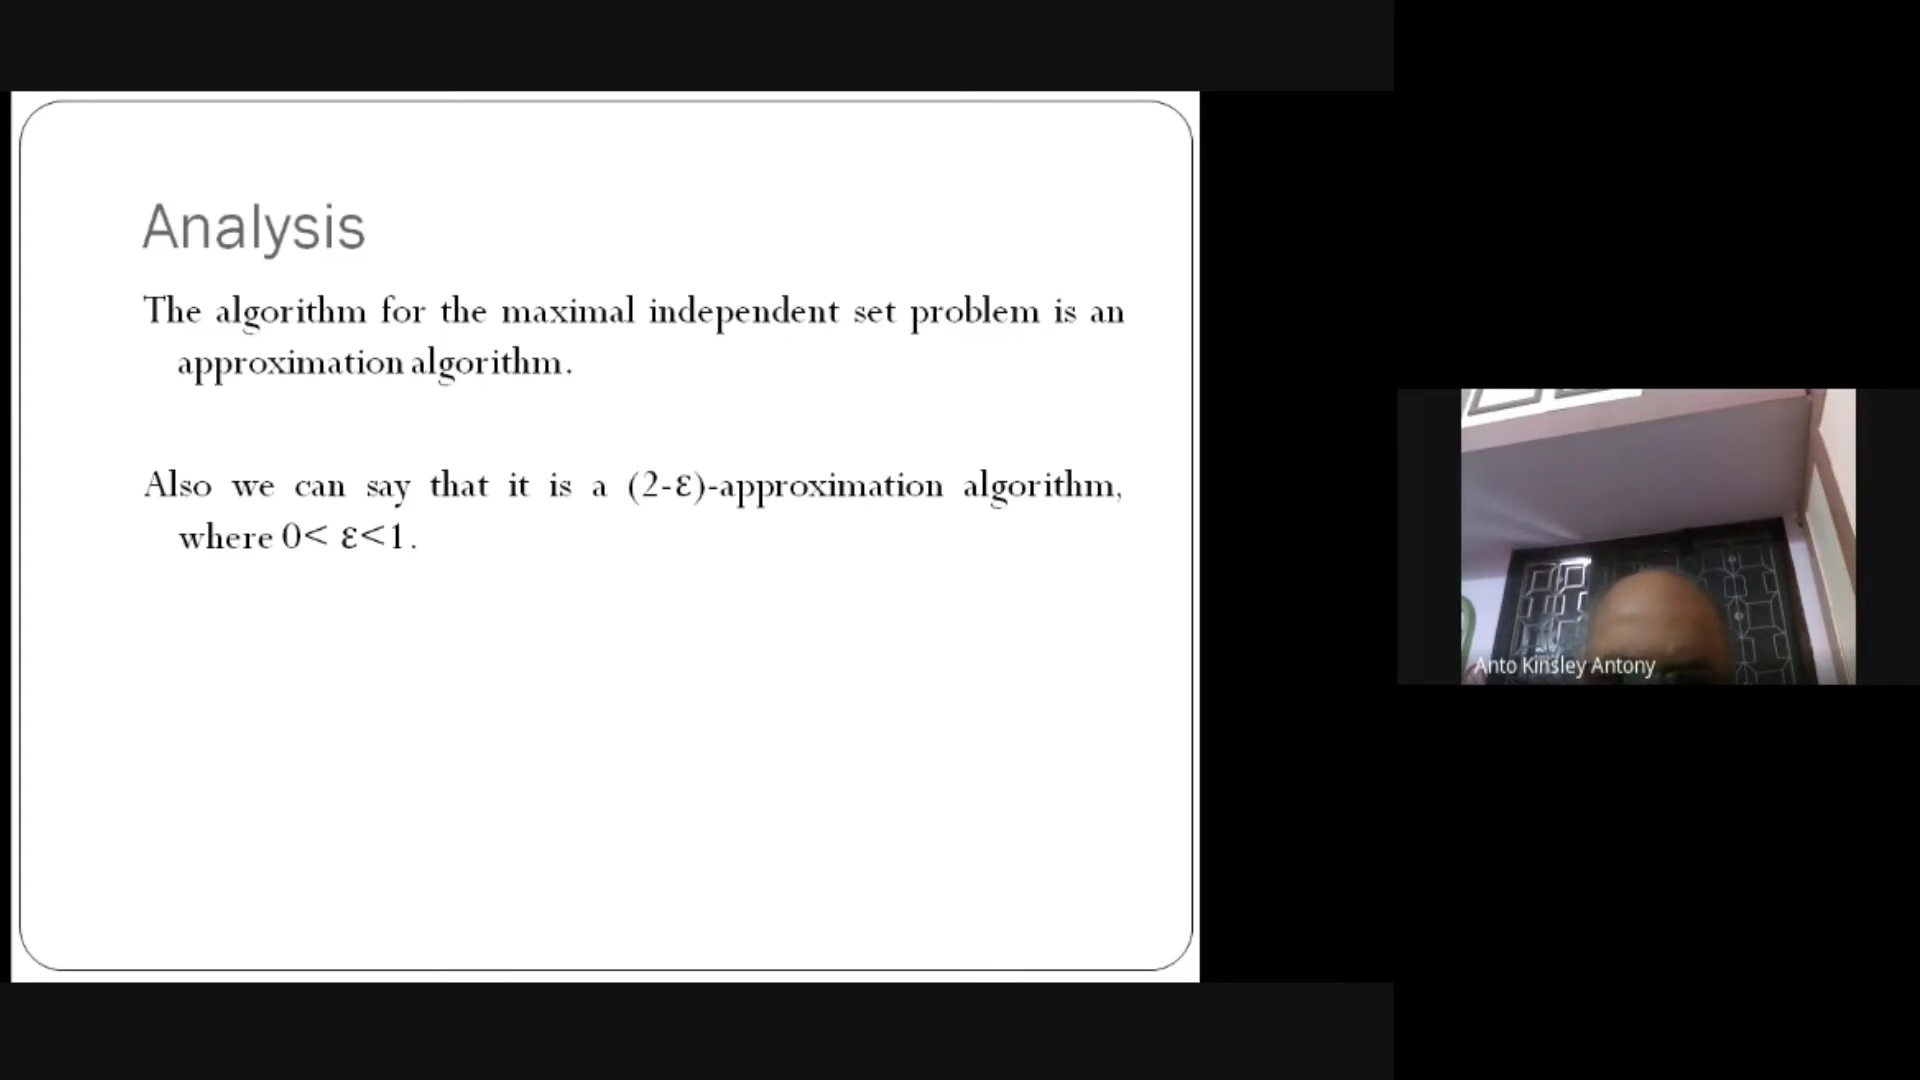 Analysis
The algorithm for the maximal independent set problem is an
approximation algorithm.
Also we can say that it is a (2-ε)-approximation algorithm,
where 0< ε<1.
Anto Kinsley Antony